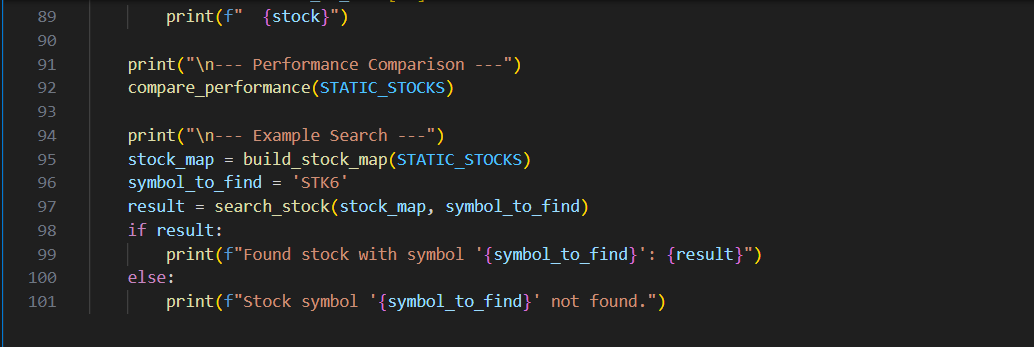 89            print(f"  {stock}")
90
91        print("\n--- Performance Comparison ---")
92        compare_performance(STATIC_STOCKS)
93
94        print("\n--- Example Search ---")
95        stock_map = build_stock_map(STATIC_STOCKS)
96        symbol_to_find = 'STK6'
97        result = search_stock(stock_map, symbol_to_find)
98        if result:
99            print(f"Found stock with symbol '{symbol_to_find}': {result}")
100        else:
101            print(f"Stock symbol '{symbol_to_find}' not found.")